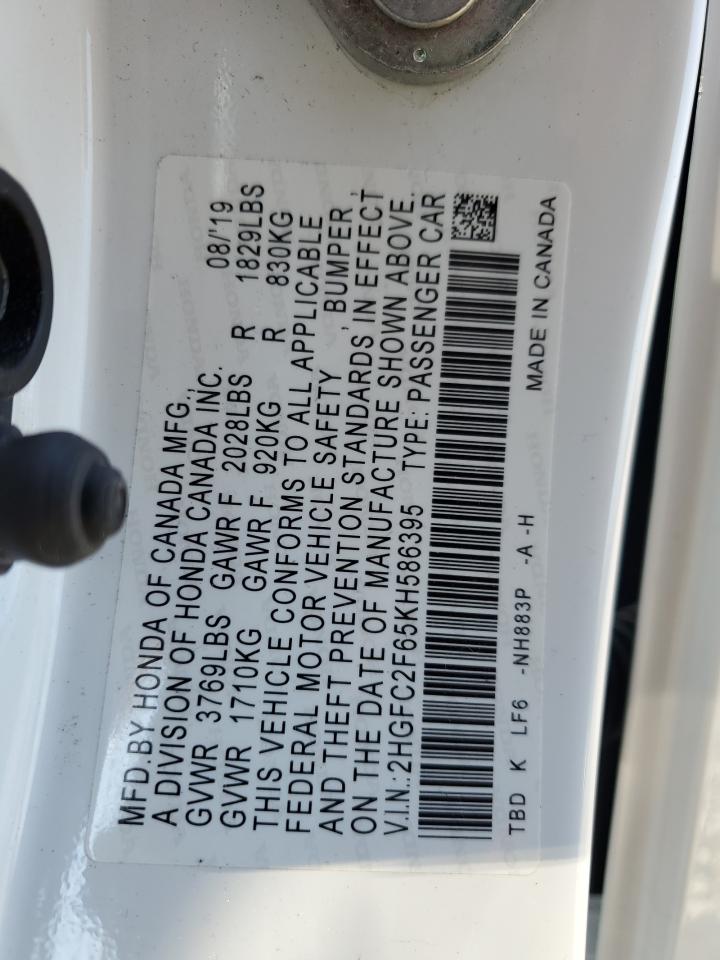 MFD.BY HONDA OF CANADA MFG.,
A DIVISION OF HONDA CANADA INC. 08/'19
GVWR 3769LBS GAWR F 2028LBS R 1829LBS
GVWR 1710KG GAWR F 920KG R 830KG
THIS VEHICLE CONFORMS TO ALL APPLICABLE
FEDERAL MOTOR VEHICLE SAFETY , BUMPER ,
AND THEFT PREVENTION STANDARDS, IN EFFECT
ON THE DATE OF MANUFACTURE SHOWN ABOVE.
V.I.N.:2HGFC2F65KH586395 TYPE: PASSENGER CAR
TBD K LF6 -NH883P -A -H
MADE IN CANADA